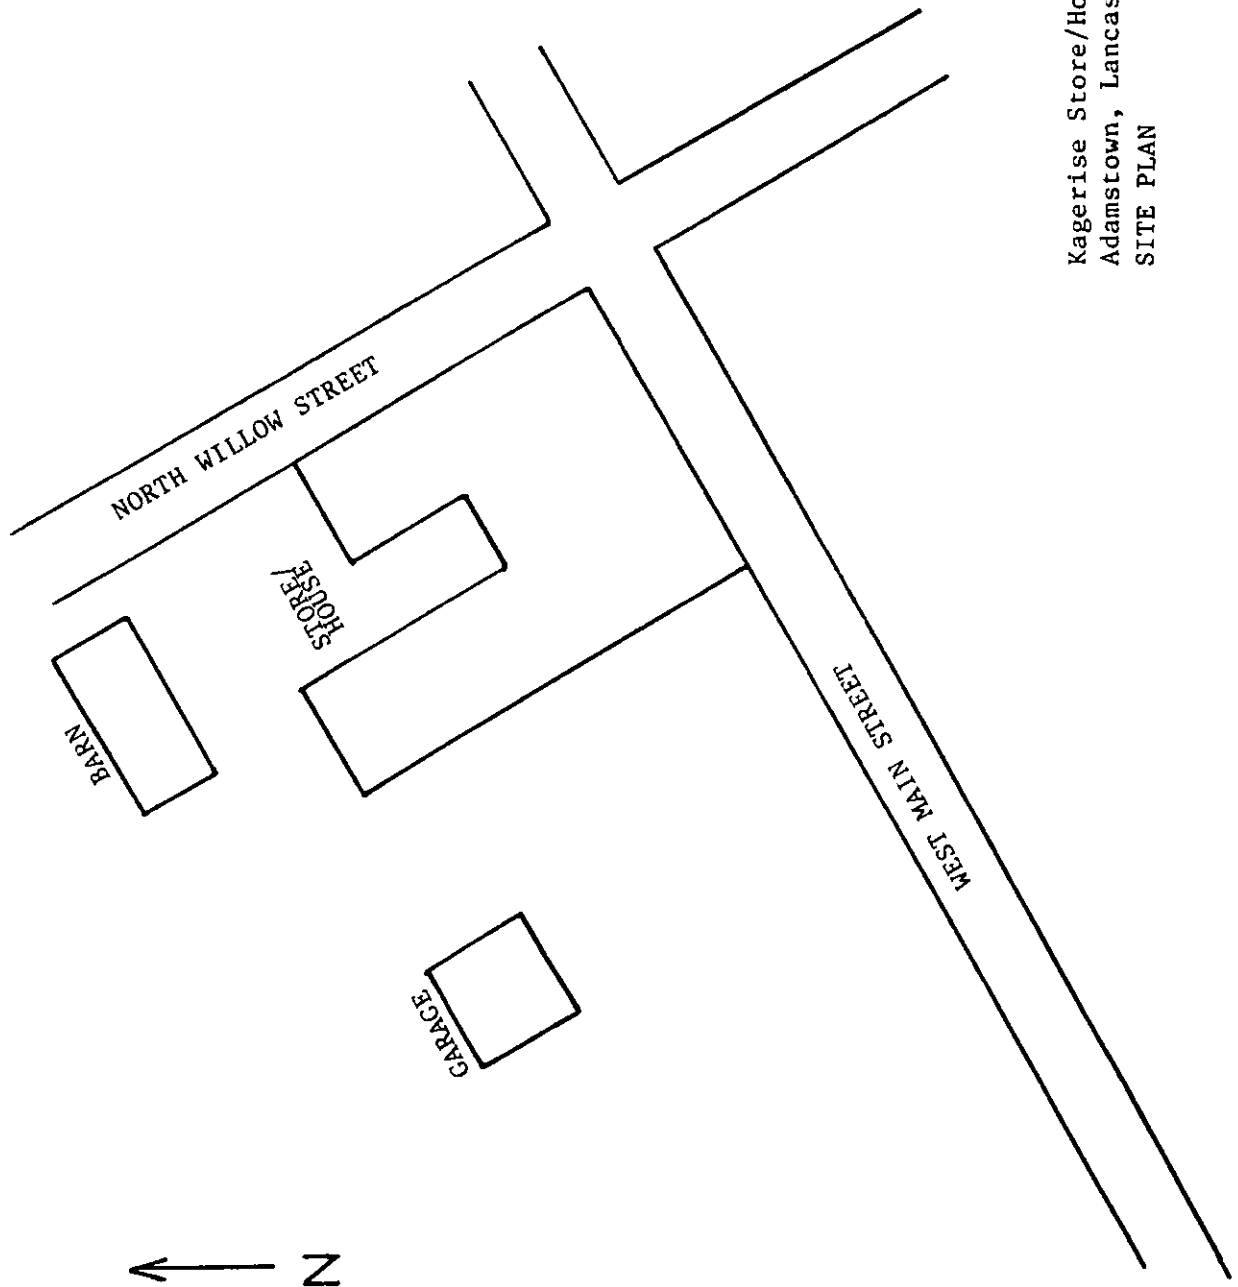 NORTH WILLOW STREET
BARN
STORE/
HOUSE
GARAGE
WEST MAIN STREET
N
Kagerise Store/Ho
Adamstown, Lancas
SITE PLAN